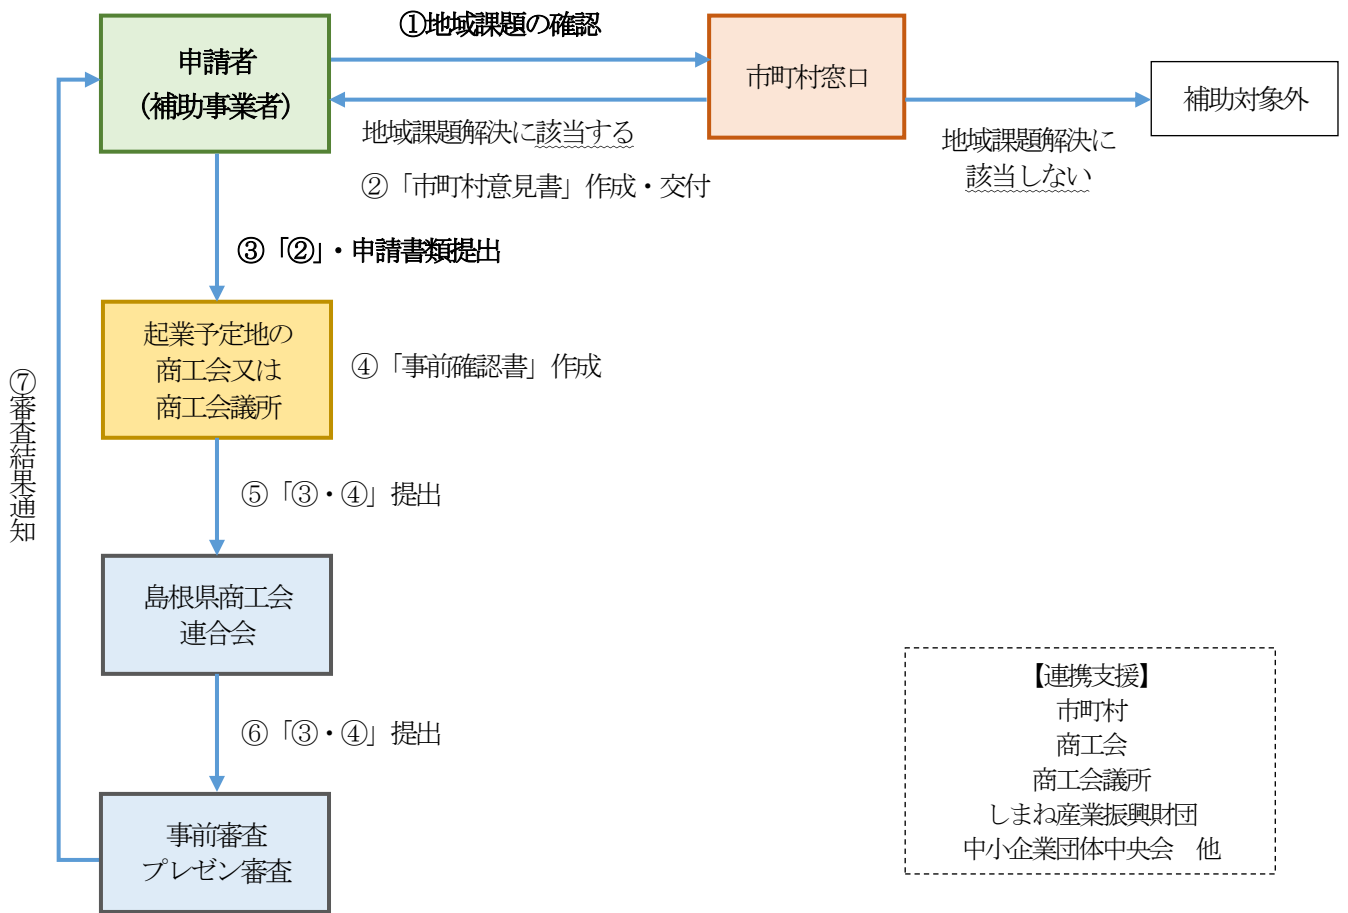 ①地域課題の確認
申請者
（補助事業者）
市町村窓口
補助対象外
地域課題解決に該当する
②「市町村意見書」作成・交付
地域課題解決に
該当しない
③「②」・申請書類提出
起業予定地の
商工会又は
商工会議所
④「事前確認書」作成
⑦審査結果通知
⑤「③・④」提出
島根県商工会
連合会
⑥「③・④」提出
事前審査
プレゼン審査
【連携支援】
市町村
商工会
商工会議所
しまね産業振興財団
中小企業団体中央会　他